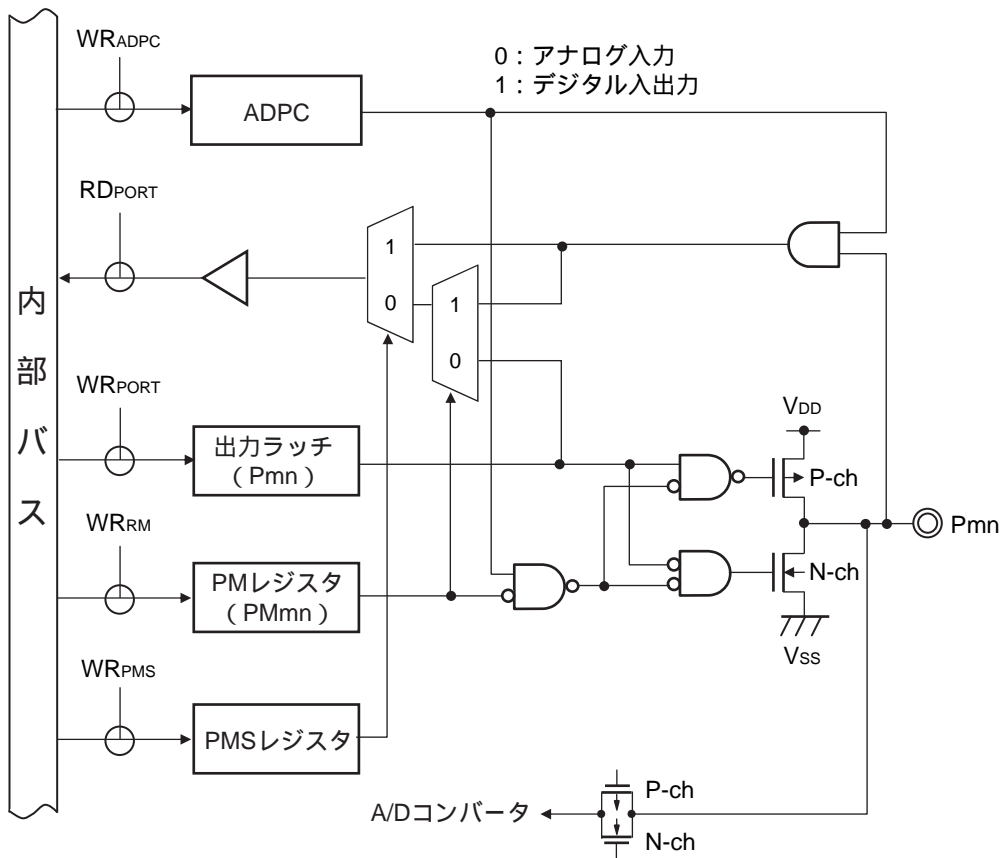 WRADPC
0：アナログ入力
1：デジタル入出力
ADPC
RDPORT
1
0
1
0
内部バス
WRPORT
出力ラッチ
（Pmn）
VDD
P-ch
Pmn
N-ch
VSS
WRRM
PMレジスタ
（PMmn）
WRPMS
PMSレジスタ
P-ch
A/Dコンバータ
N-ch